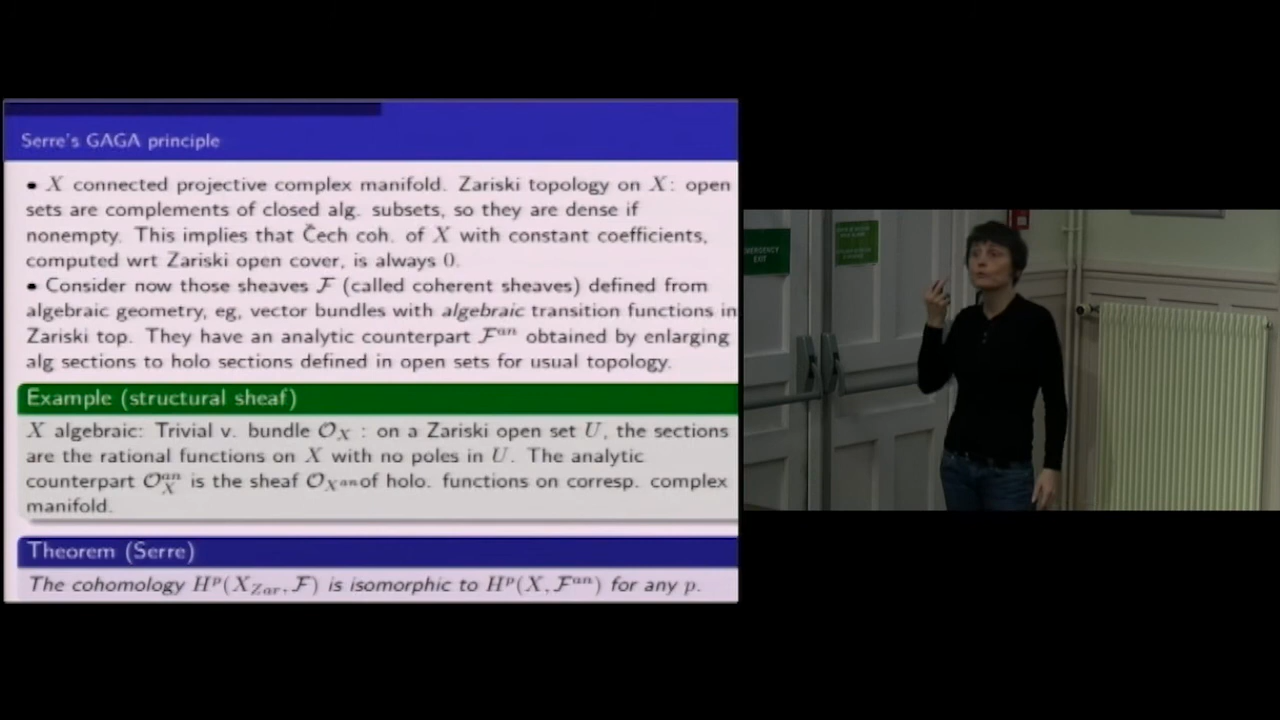 Serre's GAGA principle
• X connected projective complex manifold. Zariski topology on X: open
sets are complements of closed alg. subsets, so they are dense if
nonempty. This implies that Čech coh. of X with constant coefficients,
computed wrt Zariski open cover, is always 0.
• Consider now those sheaves F (called coherent sheaves) defined from
algebraic geometry, eg, vector bundles with algebraic transition functions in
Zariski top. They have an analytic counterpart F^an obtained by enlarging
alg sections to holo sections defined in open sets for usual topology.
Example (structural sheaf)
X algebraic: Trivial v. bundle O_X : on a Zariski open set U, the sections
are the rational functions on X with no poles in U. The analytic
counterpart O_X^an is the sheaf O_X^an of holo. functions on corresp. complex
manifold.
Theorem (Serre)
The cohomology H^p(X_Zar, F) is isomorphic to H^p(X, F^an) for any p.
EMERGENCY
EXIT